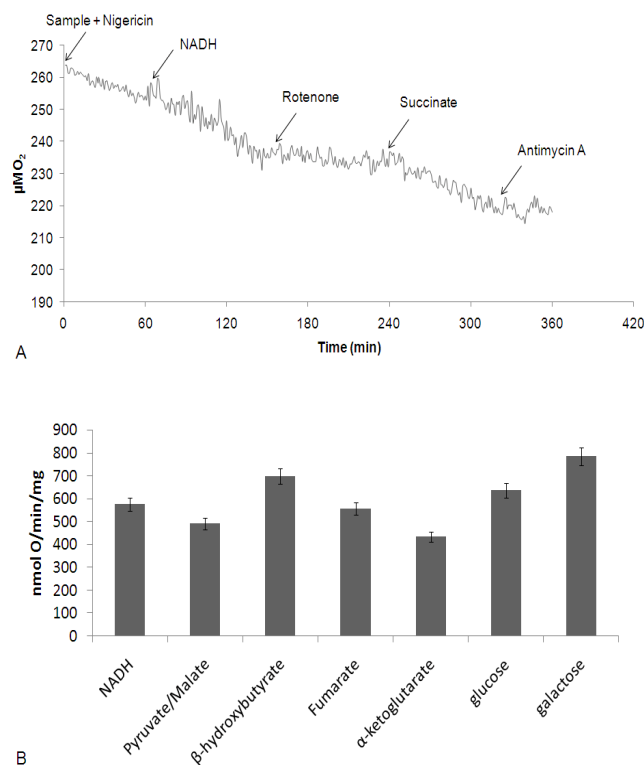 Sample + Nigericin
NADH
Rotenone
Succinate
Antimycin A
270
260
250
240
230
220
210
200
190
µMO₂
0 60 120 180 240 300 360 420
Time (min)
A
900
800
700
600
500
400
300
200
100
0
nmol O/min/mg
NADH
Pyruvate/Malate
β-hydroxybutyrate
Fumarate
α-ketoglutarate
glucose
galactose
B